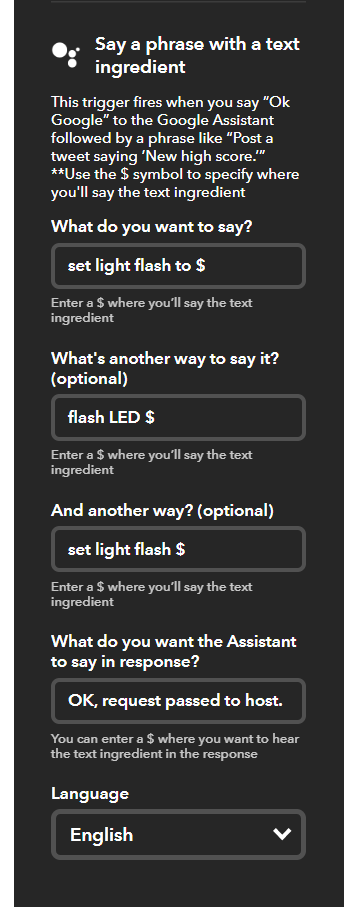 Say a phrase with a text
ingredient
This trigger fires when you say “Ok
Google” to the Google Assistant
followed by a phrase like “Post a
tweet saying ‘New high score.’”
**Use the $ symbol to specify where
you'll say the text ingredient
What do you want to say?
set light flash to $
Enter a $ where you’ll say the text
ingredient
What's another way to say it?
(optional)
flash LED $
Enter a $ where you’ll say the text
ingredient
And another way? (optional)
set light flash $
Enter a $ where you’ll say the text
ingredient
What do you want the Assistant
to say in response?
OK, request passed to host.
You can enter a $ where you want to hear
the text ingredient in the response
Language
English